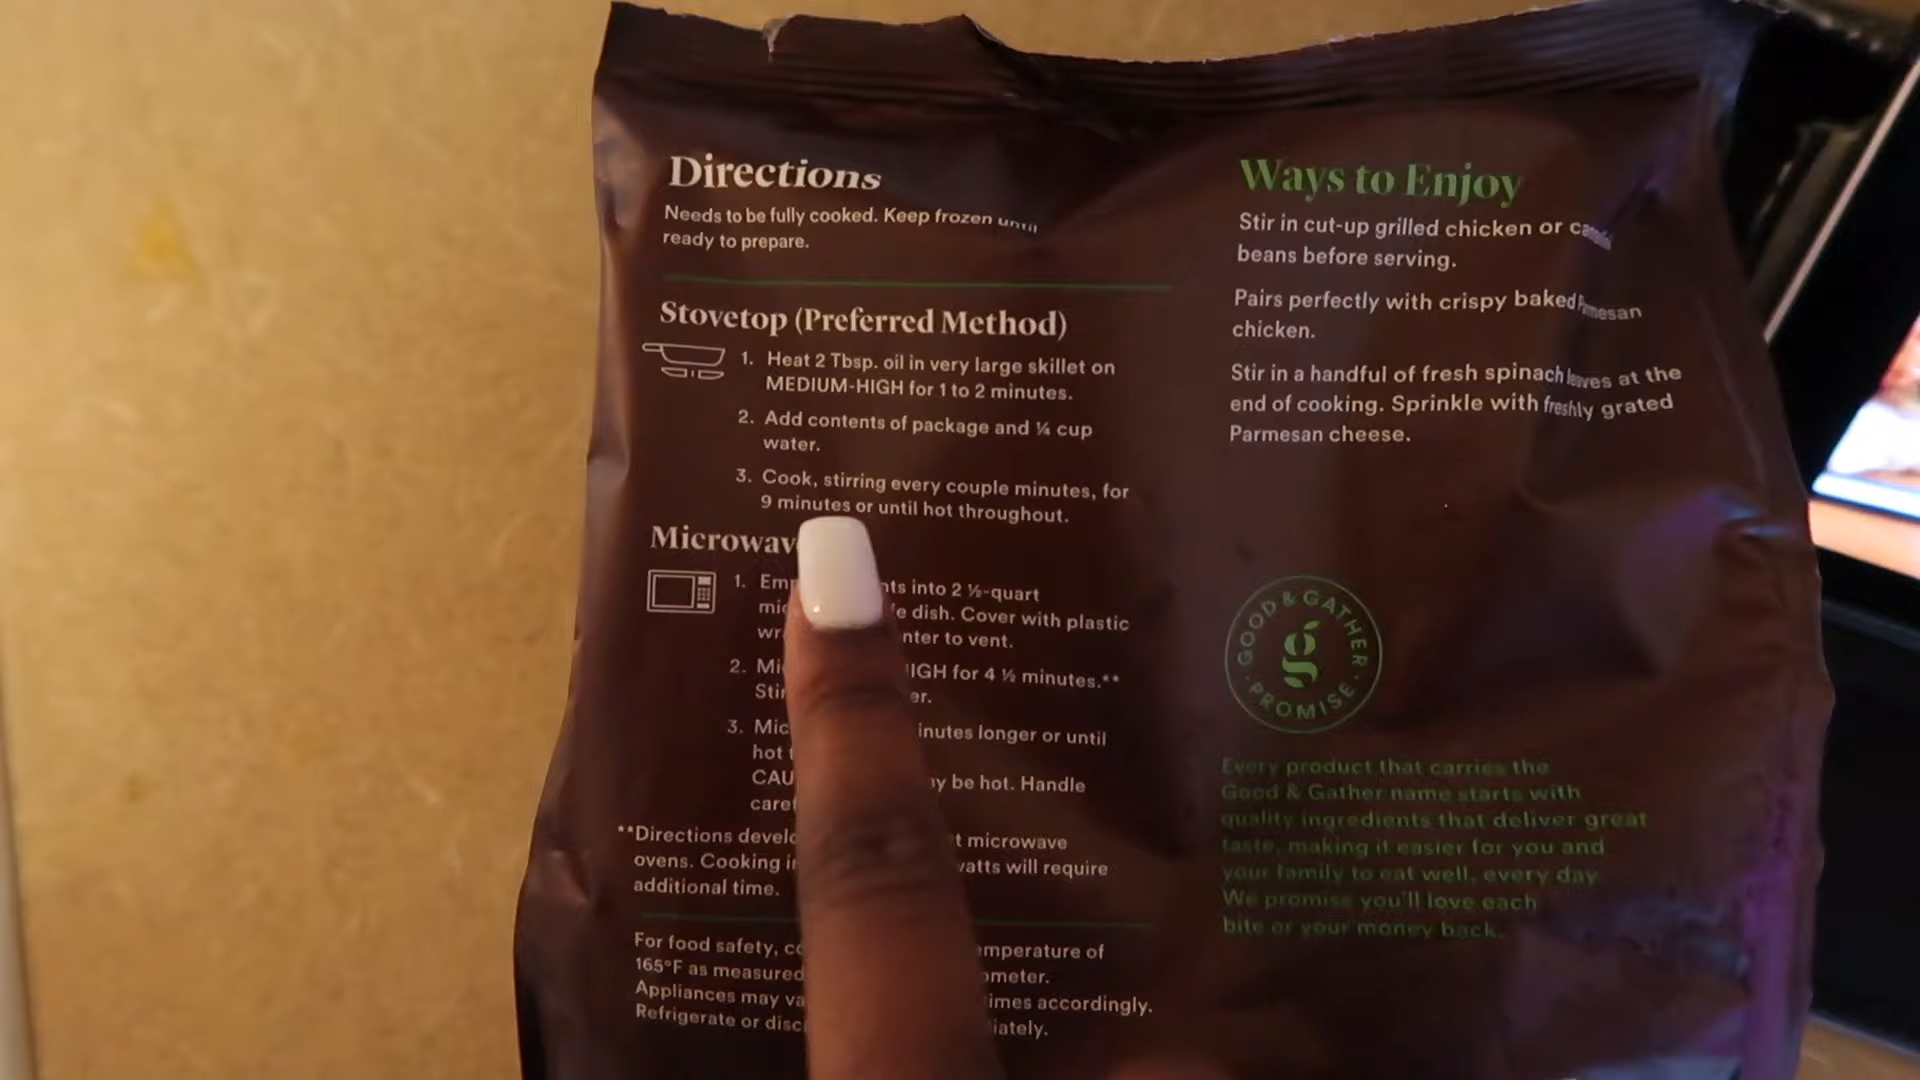 Directions
Needs to be fully cooked. Keep frozen until
ready to prepare.
Stovetop (Preferred Method)
1. Heat 2 Tbsp. oil in very large skillet on
MEDIUM-HIGH for 1 to 2 minutes.
2. Add contents of package and ¼ cup
water.
3. Cook, stirring every couple minutes, for
9 minutes or until hot throughout.
Microwav
1. Em nts into 2 ½-quart
mi e dish. Cover with plastic
wr nter to vent.
2. Mi IGH for 4 ½ minutes.**
Stir er.
3. Mic inutes longer or until
hot
CAU y be hot. Handle
caref
**Directions develo t microwave
ovens. Cooking i watts will require
additional time.
For food safety, co emperature of
165°F as measured ometer.
Appliances may va imes accordingly.
Refrigerate or disc iately.
Ways to Enjoy
Stir in cut-up grilled chicken or
beans before serving.
Pairs perfectly with crispy baked Parmesan
chicken.
Stir in a handful of fresh spinach leaves at the
end of cooking. Sprinkle with freshly grated
Parmesan cheese.
GOOD & GATHER
g
· PROMISE ·
Every product that carries the
Good & Gather name starts with
quality ingredients that deliver great
taste, making it easier for you and
your family to eat well, every day.
We promise you'll love each
bite or your money back.